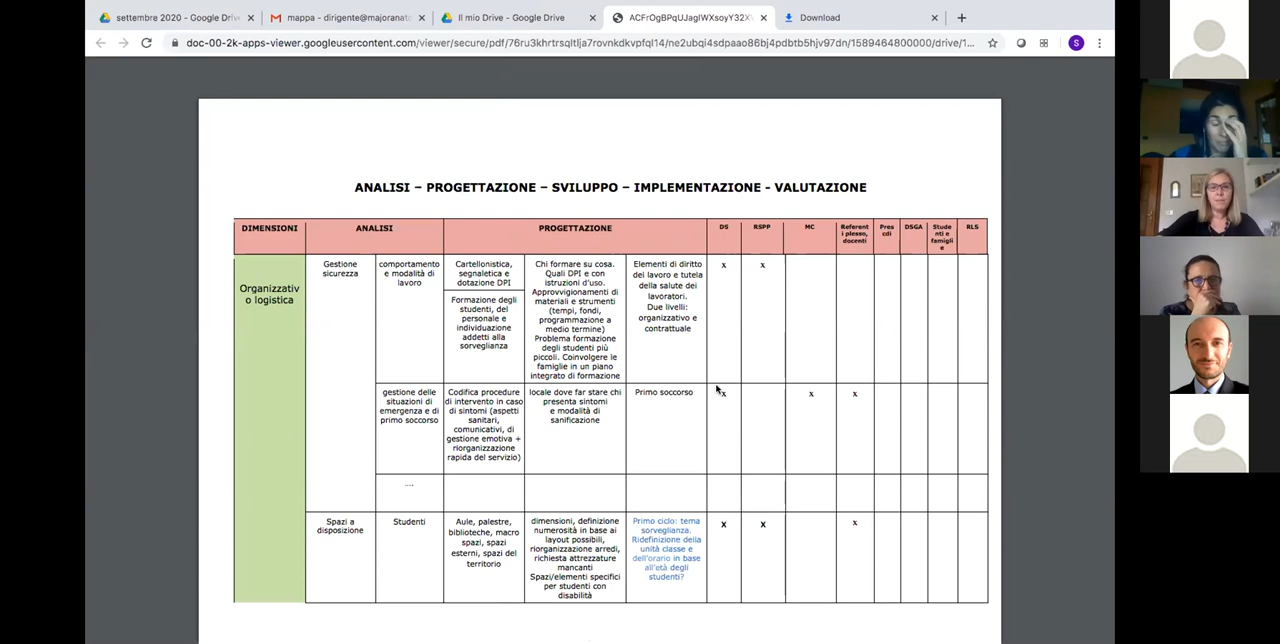 settembre 2020 - Google Drive
mappa - dirigente@majoranato
Il mio Drive - Google Drive
ACFrOgBPqUJagIWXsoyY32X
Download
doc-00-2k-apps-viewer.googleusercontent.com/viewer/secure/pdf/76ru3khrtrsqltlja7rovnkdkvpfql14/ne2ubqi4sdpaao86bj4pdbtb5hjv97dn/1589464800000/drive/1...
S
ANALISI – PROGETTAZIONE – SVILUPPO – IMPLEMENTAZIONE - VALUTAZIONE
DIMENSIONI
ANALISI
PROGETTAZIONE
DS
RSPP
MC
Referent
i plesso,
docenti
Pres
cdi
DSGA
Stude
nti e
famigli
e
RLS
Organizzativ
o logistica
Gestione
sicurezza
comportamento
e modalità di
lavoro
Cartellonistica,
segnaletica e
dotazione DPI
Formazione degli
studenti, del
personale e
individuazione
addetti alla
sorveglianza
Chi formare su cosa.
Quali DPI e con
istruzioni d'uso.
Approvvigionamenti di
materiali e strumenti
(tempi, fondi,
programmazione a
medio termine)
Problema formazione
degli studenti più
piccoli. Coinvolgere le
famiglie in un piano
integrato di formazione
Elementi di diritto
del lavoro e tutela
della salute dei
lavoratori.
Due livelli:
organizzativo e
contrattuale
x
x
gestione delle
situazioni di
emergenza e di
primo soccorso
Codifica procedure
di intervento in caso
di sintomi (aspetti
sanitari,
comunicativi, di
gestione emotiva +
riorganizzazione
rapida del servizio)
locale dove far stare chi
presenta sintomi
e modalità di
sanificazione
Primo soccorso
x
x
x
....
Spazi a
disposizione
Studenti
Aule, palestre,
biblioteche, macro
spazi, spazi
esterni, spazi del
territorio
dimensioni, definizione
numerosità in base ai
layout possibili,
riorganizzazione arredi,
richiesta attrezzature
mancanti
Spazi/elementi specifici
per studenti con
disabilità
Primo ciclo: tema
sorveglianza.
Ridefinizione della
unità classe e
dell'orario in base
all'età degli
studenti?
x
x
x